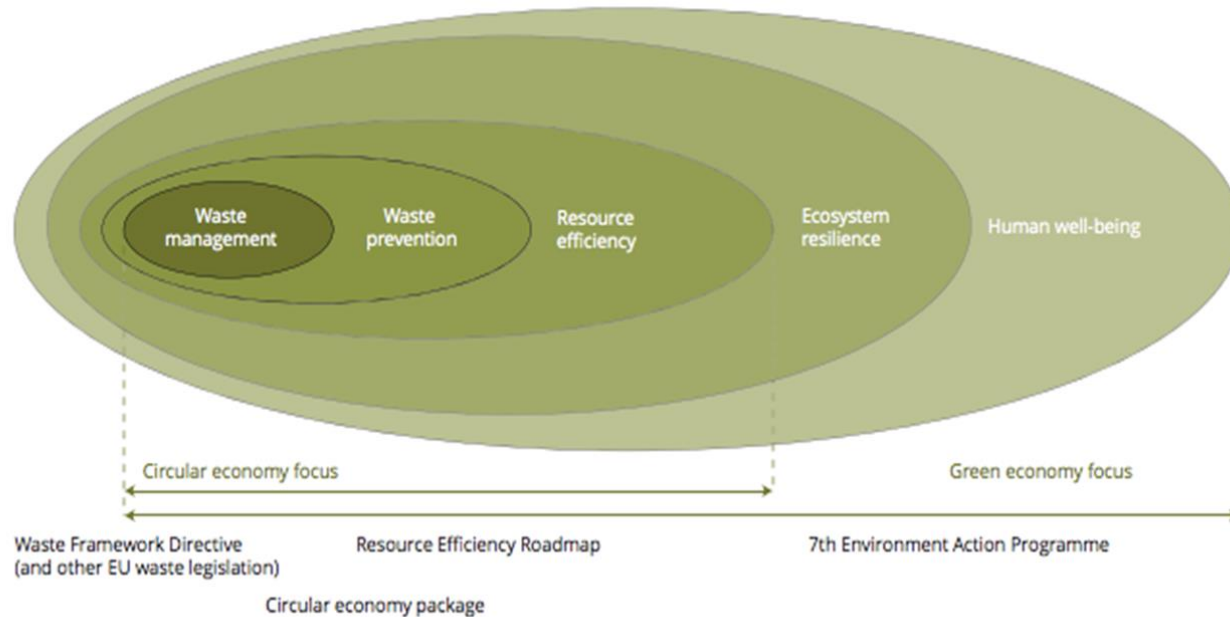 Waste
management
Waste
prevention
Resource
efficiency
Ecosystem
resilience
Human well-being
Circular economy focus
Green economy focus
Waste Framework Directive
(and other EU waste legislation)
Resource Efficiency Roadmap
7th Environment Action Programme
Circular economy package